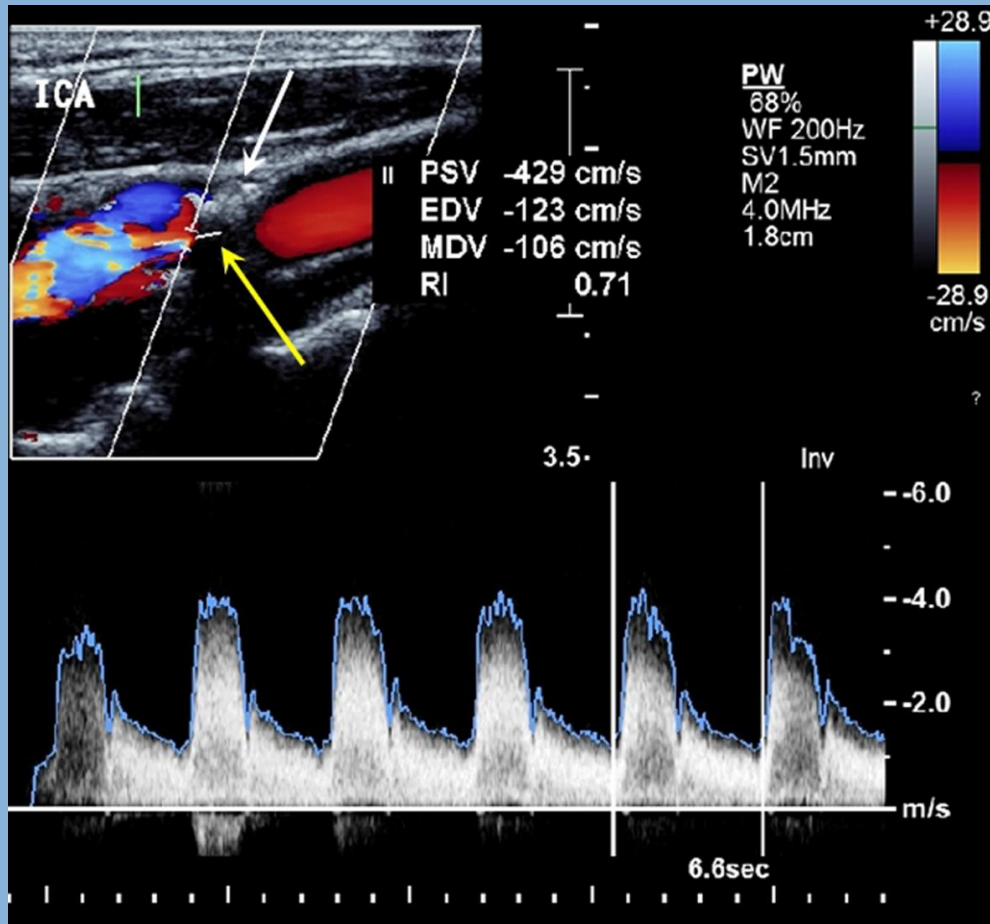 ICA
PSV -429 cm/s
EDV -123 cm/s
MDV -106 cm/s
RI 0.71
PW
68%
WF 200Hz
SV1.5mm
M2
4.0MHz
1.8cm
+28.9
-28.9
cm/s
?
3.5
Inv
-6.0
-4.0
-2.0
m/s
6.6sec